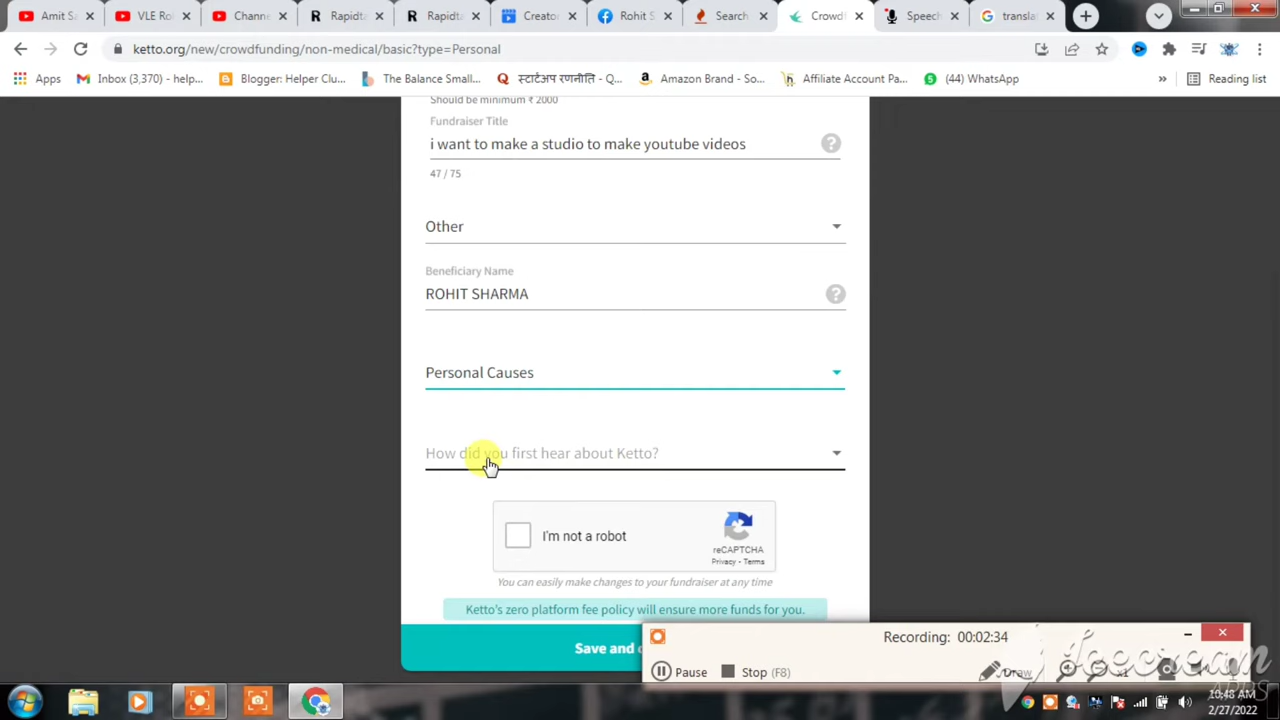 Amit S
VLE Ro
Channe
Rapidta
Rapidta
Creato
Rohit S
Search
Crowdf
Speech
transla
ketto.org/new/crowdfunding/non-medical/basic?type=Personal
Apps
Inbox (3,370) - help...
Blogger: Helper Clu...
The Balance Small...
स्टार्टअप रणनीति - Q...
Amazon Brand - So...
Affiliate Account Pa...
(44) WhatsApp
»
Reading list
Should be minimum ₹ 2000
Fundraiser Title
i want to make a studio to make youtube videos
47 / 75
Other
Beneficiary Name
ROHIT SHARMA
Personal Causes
How did you first hear about Ketto?
I'm not a robot
reCAPTCHA
Privacy - Terms
You can easily make changes to your fundraiser at any time
Ketto's zero platform fee policy will ensure more funds for you.
Save and
Recording: 00:02:34
Pause
Stop (F8)
Draw
x1
Icecream
APPS
10:48 AM
2/27/2022